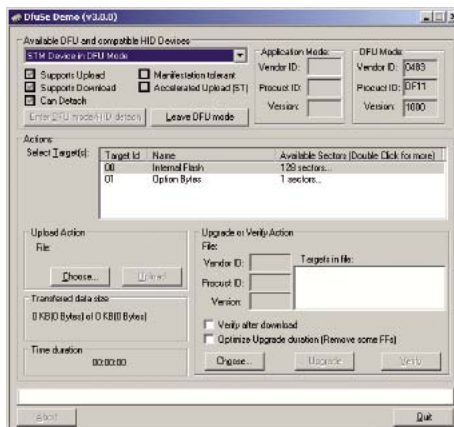 DfuSe Demo (v3.0.0)
Available DFU and compatible HID Devices
STM Device in DFU Mode
Supports Upload
Manifestation tolerant
Supports Download
Accelerated Upload (ST)
Can Detach
Enter DFU mode/HID detach
Leave DFU mode
Application Mode:
Vendor ID:
Procuct ID:
Version:
DFU Mode:
Vendor ID: 0483
Procuct ID: DF11
Version:
Actions
Select Target(s):
Target Id Name Available Sectors (Double Click for more)
00 Internal Flash 128 sectors...
01 Option Bytes 1 sectors...
Upload Action
File:
Choose...
Upload
Transfered data size
0 KB(0 Bytes) of 0 KB(0 Bytes)
Time duration
00:00:00
Upgrade or Verify Action
File:
Vendor ID:
Procuct ID:
Version:
Targets in file:
Verify after download
Optimize Upgrade duration (Remove some FFs)
Choose...
Upgrade
Verify
Abort
Quit